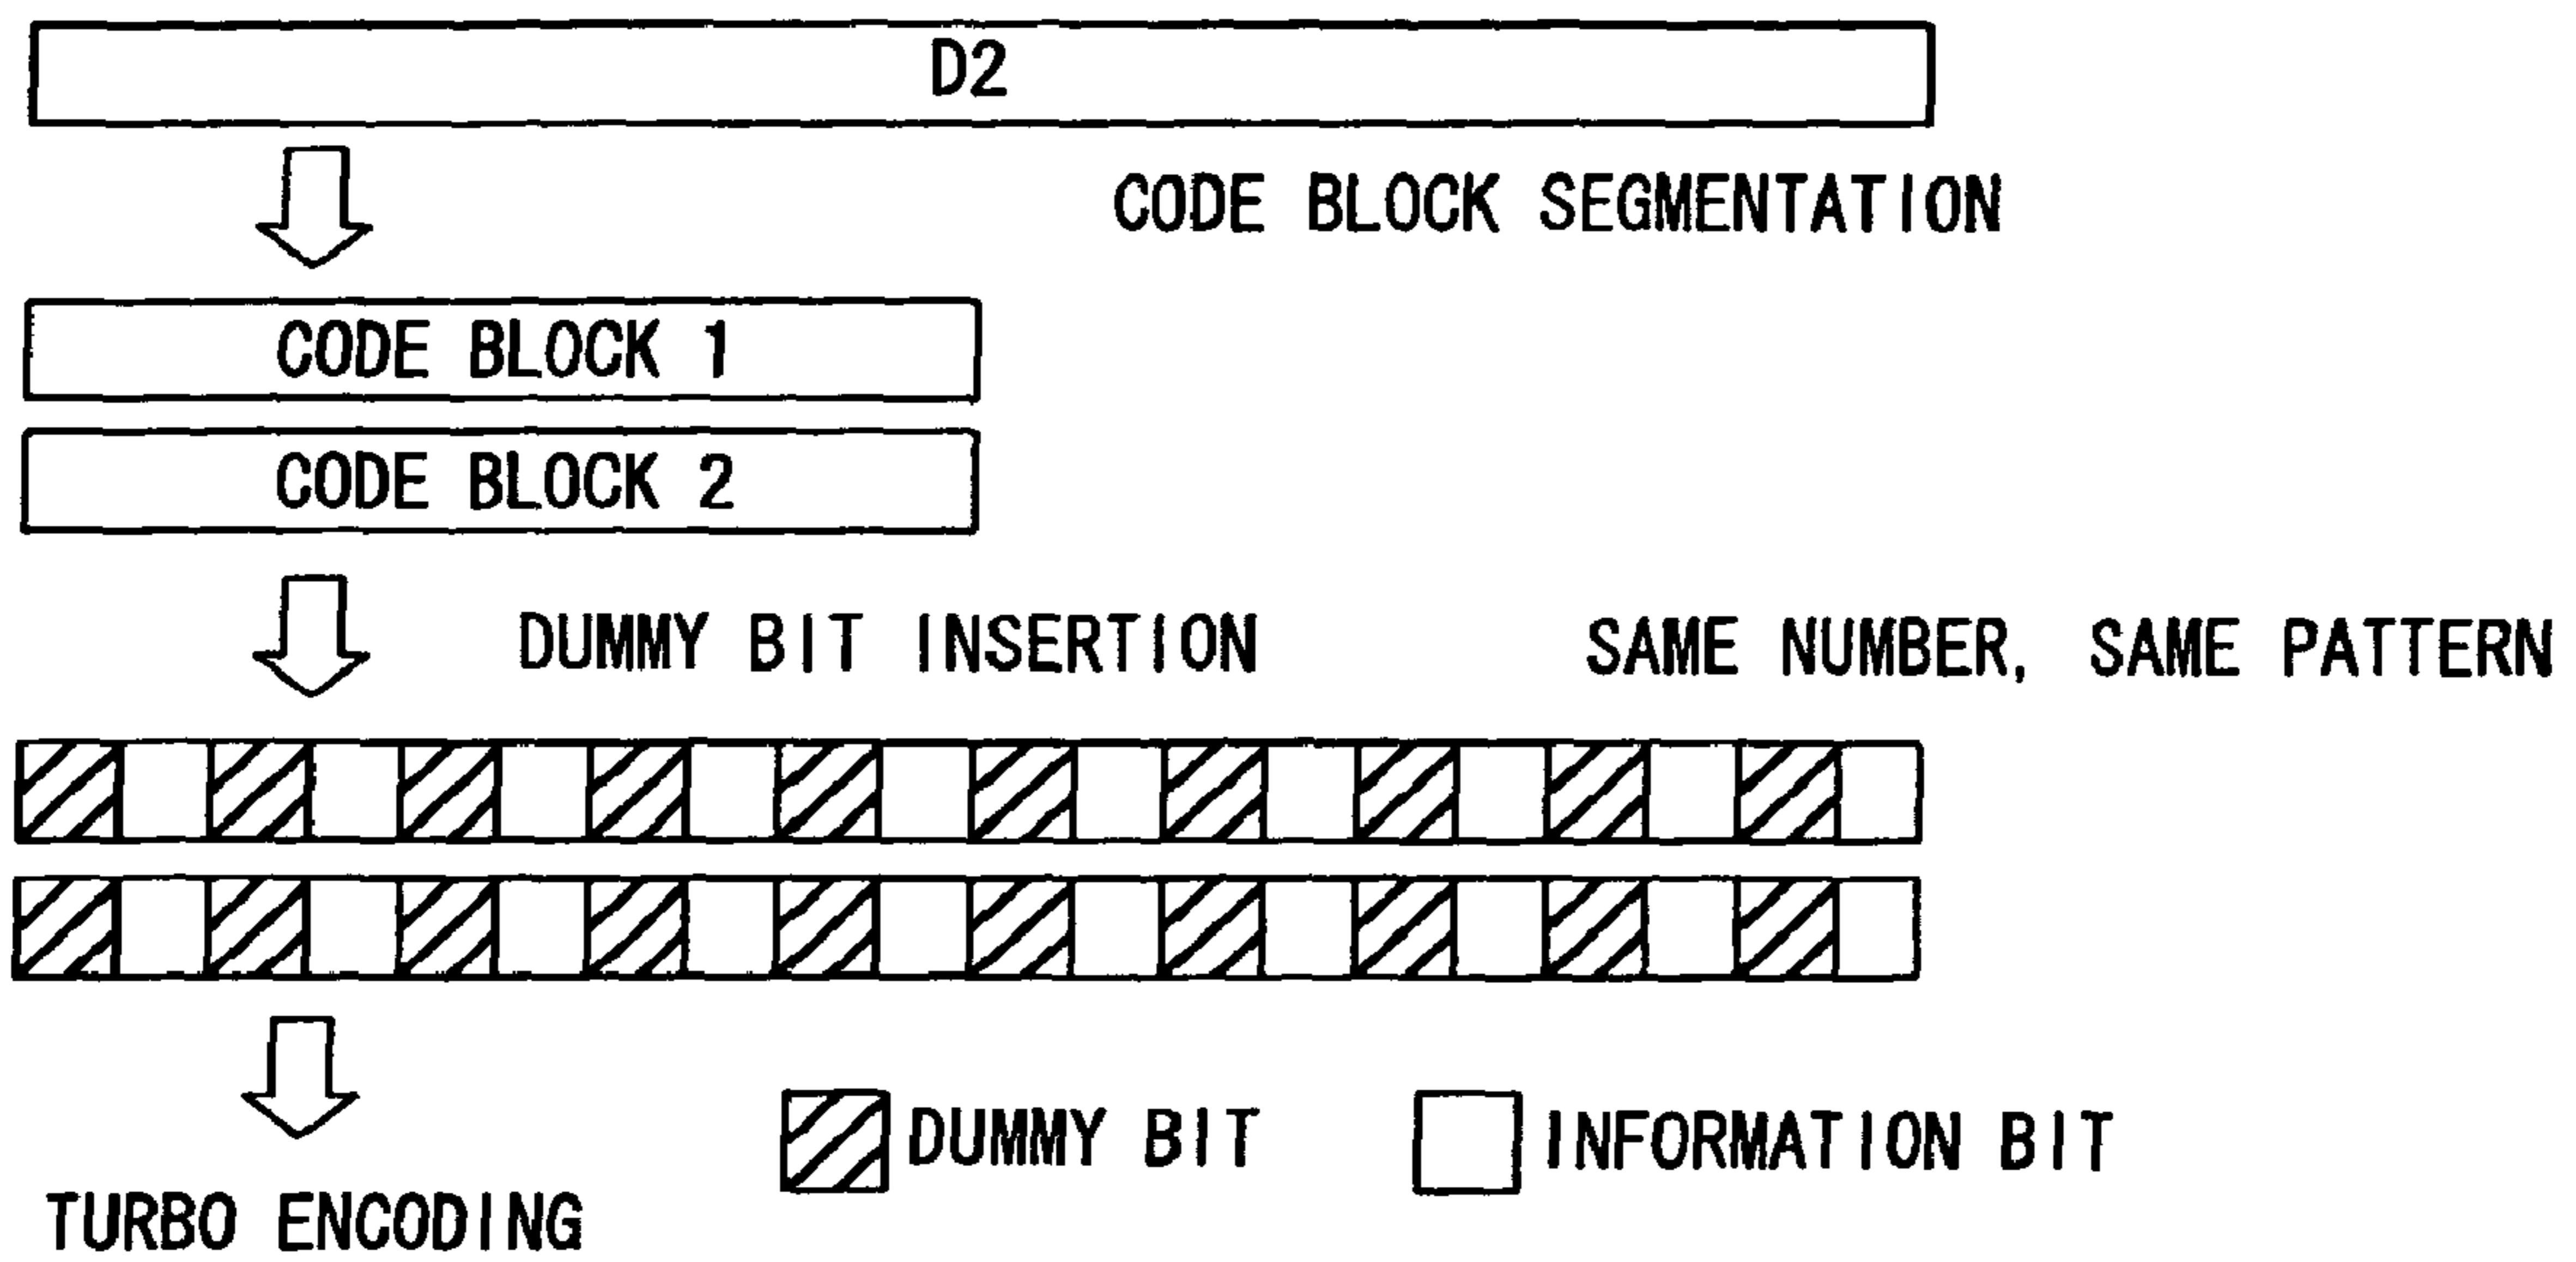 D2
CODE BLOCK SEGMENTATION
CODE BLOCK 1
CODE BLOCK 2
DUMMY BIT INSERTION
SAME NUMBER, SAME PATTERN
DUMMY BIT
INFORMATION BIT
TURBO ENCODING